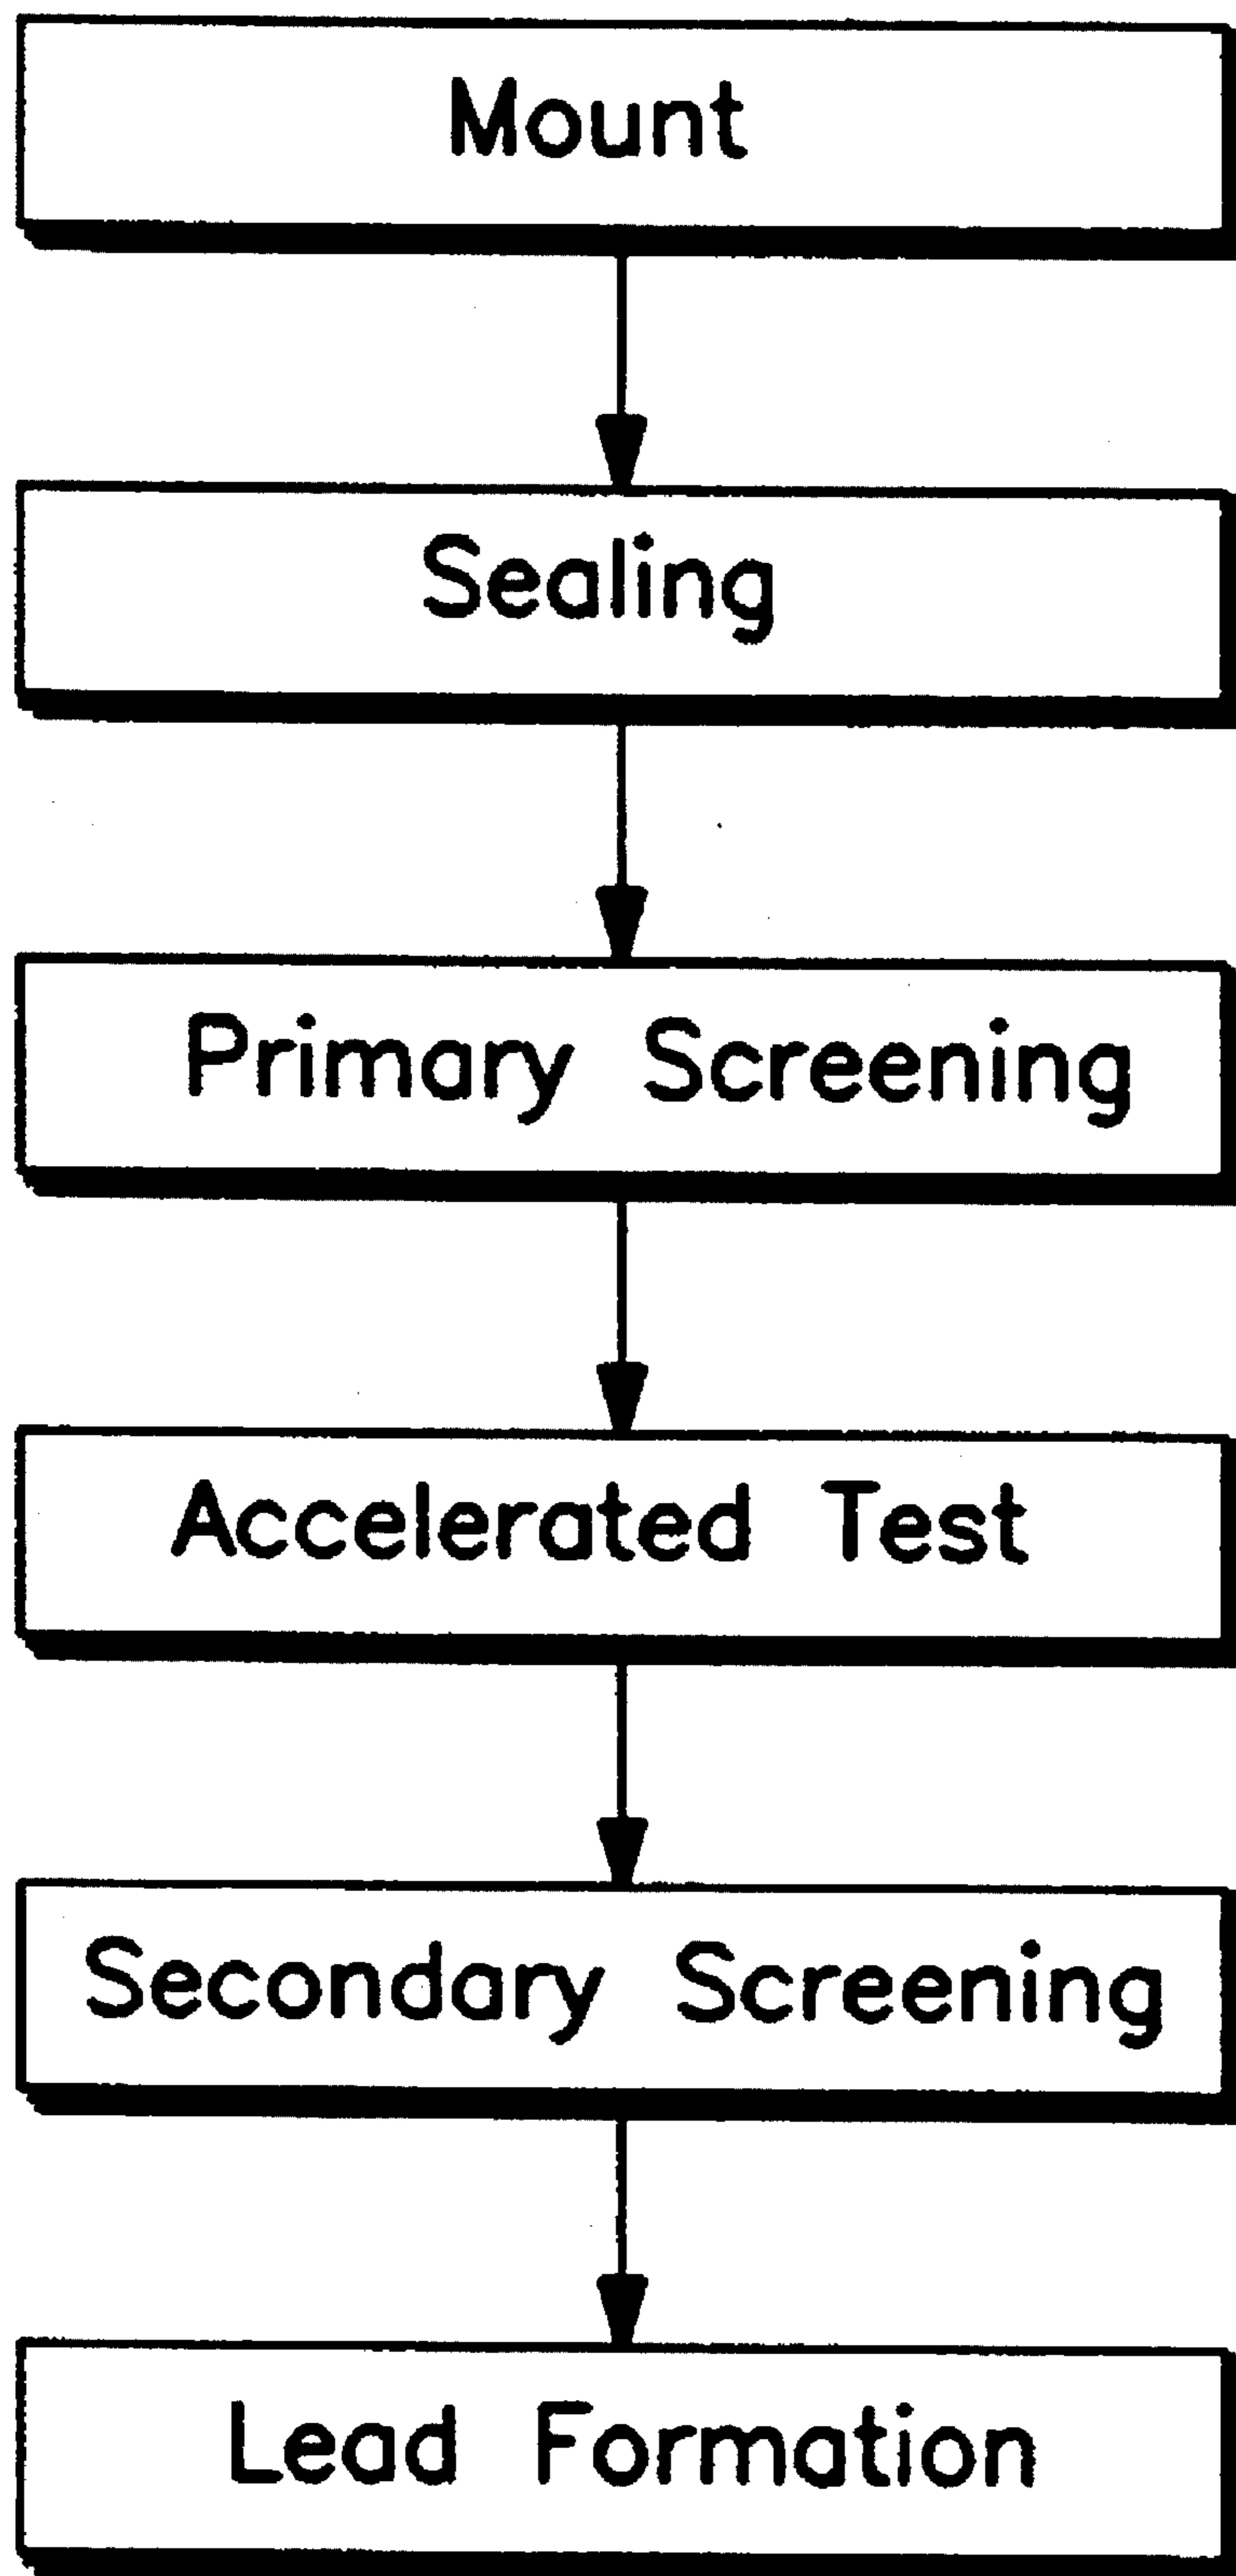 Mount
Sealing
Primary Screening
Accelerated Test
Secondary Screening
Lead Formation